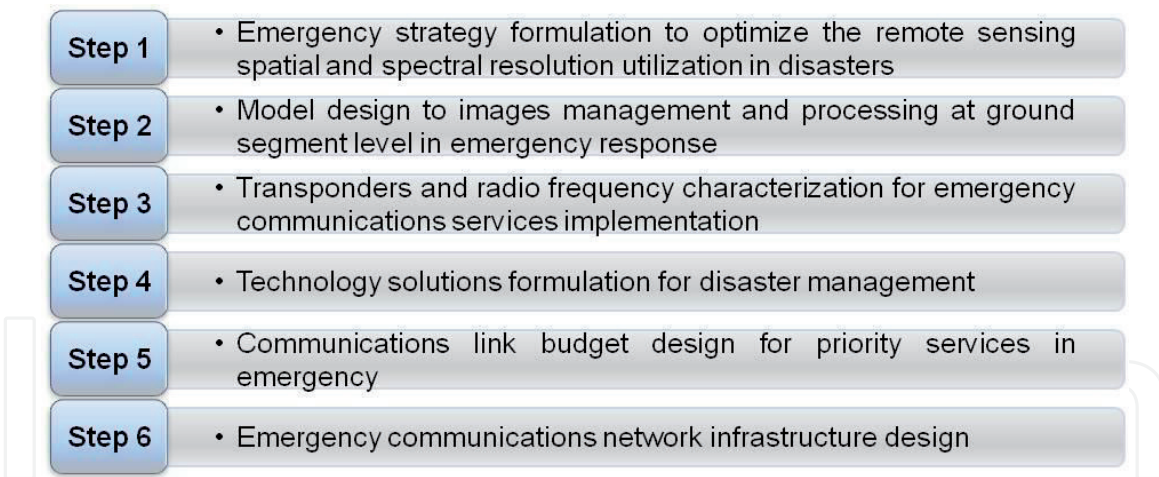 Step 1
• Emergency strategy formulation to optimize the remote sensing
spatial and spectral resolution utilization in disasters
Step 2
• Model design to images management and processing at ground
segment level in emergency response
Step 3
• Transponders and radio frequency characterization for emergency
communications services implementation
Step 4
• Technology solutions formulation for disaster management
Step 5
• Communications link budget design for priority services in
emergency
Step 6
• Emergency communications network infrastructure design